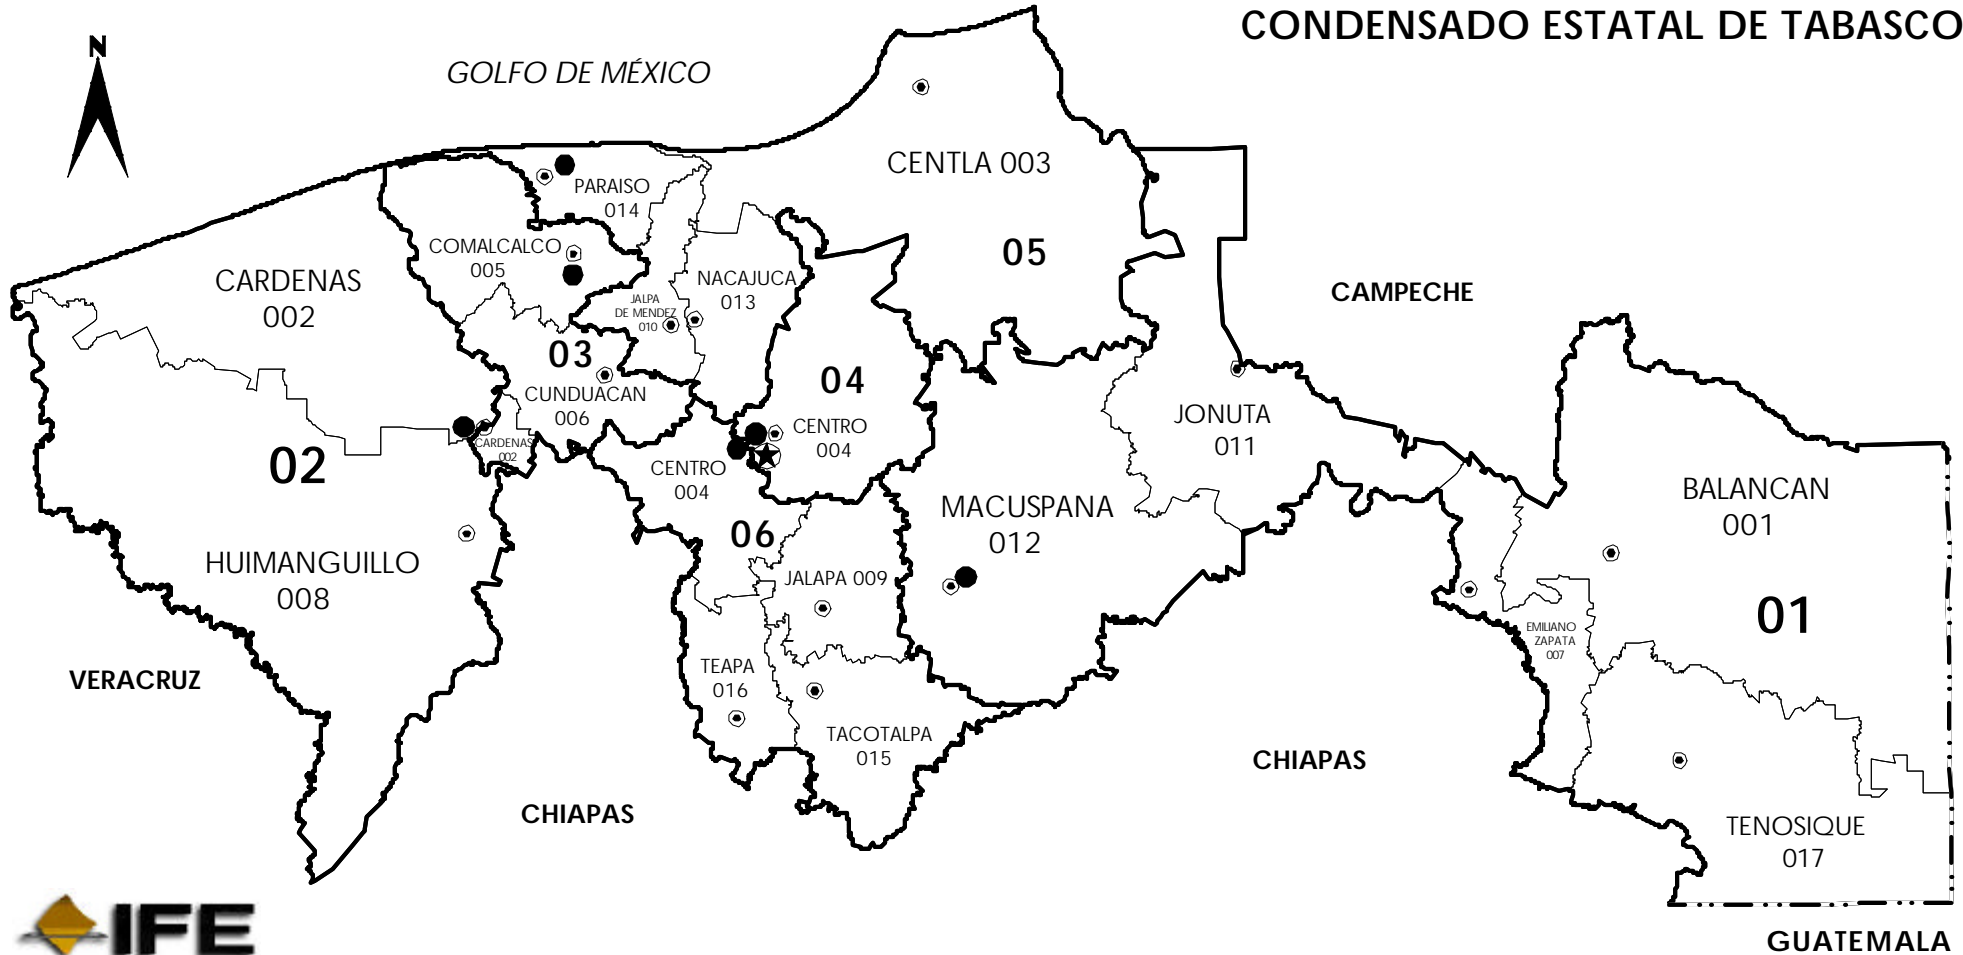 CONDENSADO ESTATAL DE TABASCO
N
GOLFO DE MÉXICO
CENTLA 003
PARAISO
014
COMALCALCO
005
05
CARDENAS
002
NACAJUCA
013
JALPA
DE MENDEZ
010
CAMPECHE
03
04
CUNDUACAN
006
JONUTA
011
CENTRO
004
CARDENAS
002
02
CENTRO
004
BALANCAN
001
MACUSPANA
012
06
HUIMANGUILLO
008
JALAPA 009
01
EMILIANO
ZAPATA
007
VERACRUZ
TEAPA
016
TACOTALPA
015
CHIAPAS
CHIAPAS
TENOSIQUE
017
IFE
GUATEMALA